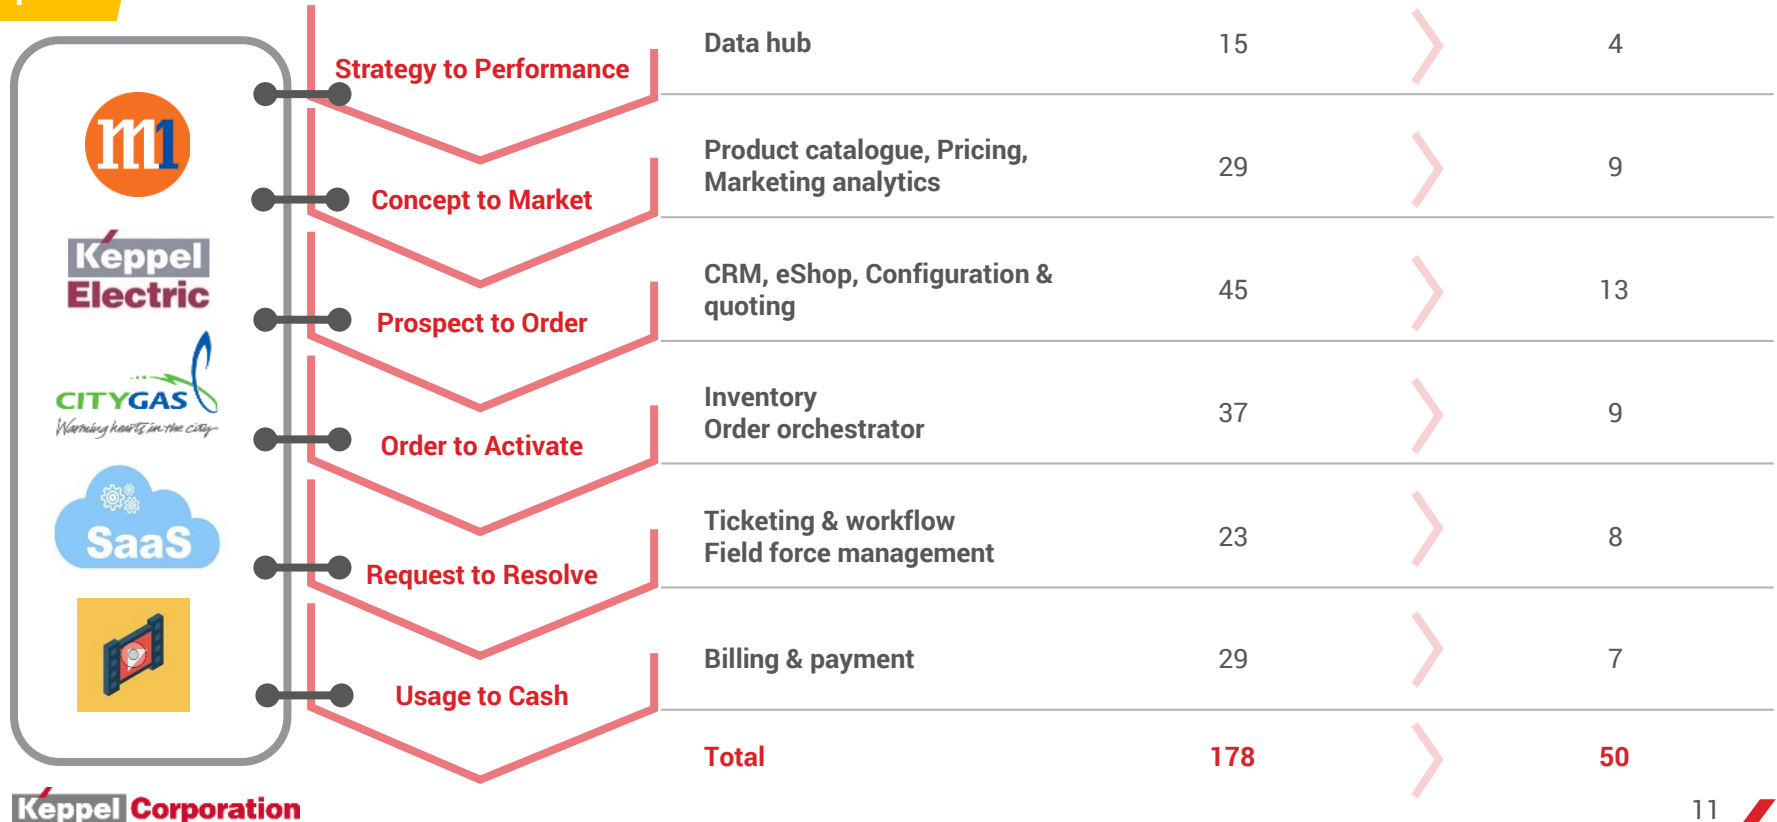 Strategy to Performance
Data hub
15
4
m1
Concept to Market
Product catalogue, Pricing,
Marketing analytics
29
9
Keppel
Electric
Prospect to Order
CRM, eShop, Configuration &
quoting
45
13
CITYGAS
Warming hearts in the city
Order to Activate
Inventory
Order orchestrator
37
9
SaaS
Request to Resolve
Ticketing & workflow
Field force management
23
8
Usage to Cash
Billing & payment
29
7
Total
178
50
Keppel Corporation
11